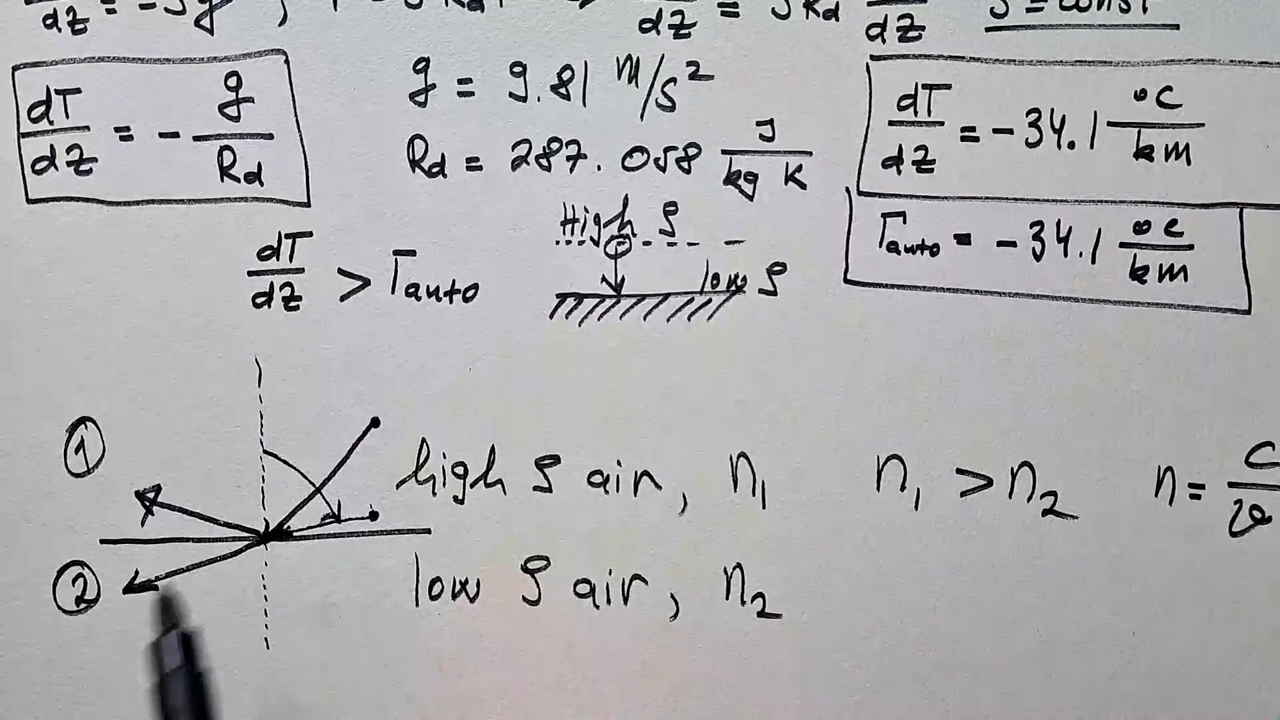 dT/dz = - g/Rd
g = 9.81 m/s²
Rd = 287.058 J/kg K
dT/dz = -34.1 °C/km
Γauto = -34.1 °C/km
dT/dz > Γauto
High ρ
low ρ
①
high ρ air, n₁
n₁ > n₂
n = c/v
②
low ρ air, n₂